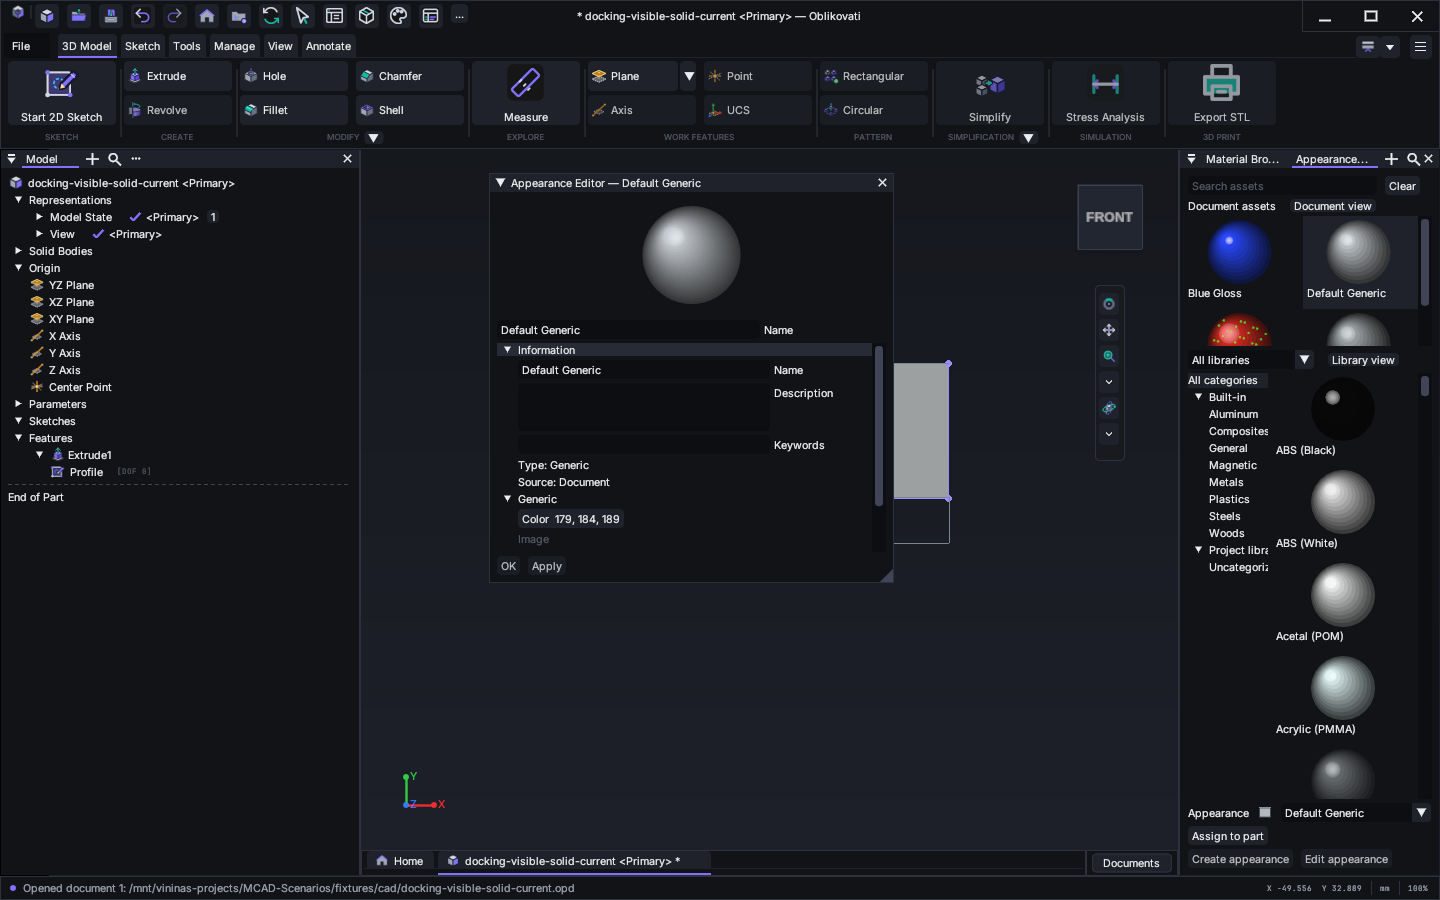 * docking-visible-solid-current <Primary> — Oblikovati
File
3D Model
Sketch
Tools
Manage
View
Annotate
Start 2D Sketch
Extrude
Revolve
Hole
Fillet
Chamfer
Shell
Measure
Plane
Axis
Point
UCS
Rectangular
Circular
Simplify
Stress Analysis
Export STL
SKETCH
CREATE
MODIFY
EXPLORE
WORK FEATURES
PATTERN
SIMPLIFICATION
SIMULATION
3D PRINT
Model
docking-visible-solid-current <Primary>
Representations
Model State <Primary> 1
View <Primary>
Solid Bodies
Origin
YZ Plane
XZ Plane
XY Plane
X Axis
Y Axis
Z Axis
Center Point
Parameters
Sketches
Features
Extrude1
Profile [DOF 0]
End of Part
Appearance Editor — Default Generic
Default Generic Name
Information
Default Generic Name
Description
Keywords
Type: Generic
Source: Document
Generic
Color 179, 184, 189
Image
OK Apply
FRONT
Y
Z X
Material Bro...
Appearance...
Search assets
Clear
Document assets
Document view
Blue Gloss
Default Generic
All libraries
Library view
All categories
Built-in
Aluminum
Composites
General
Magnetic
Metals
Plastics
Steels
Woods
Project libra
Uncategoriz
ABS (Black)
ABS (White)
Acetal (POM)
Acrylic (PMMA)
Appearance Default Generic
Assign to part
Create appearance
Edit appearance
Home
docking-visible-solid-current <Primary> *
Documents
Opened document 1: /mnt/vininas-projects/MCAD-Scenarios/fixtures/cad/docking-visible-solid-current.opd
X -49.556 Y 32.889 mm 100%